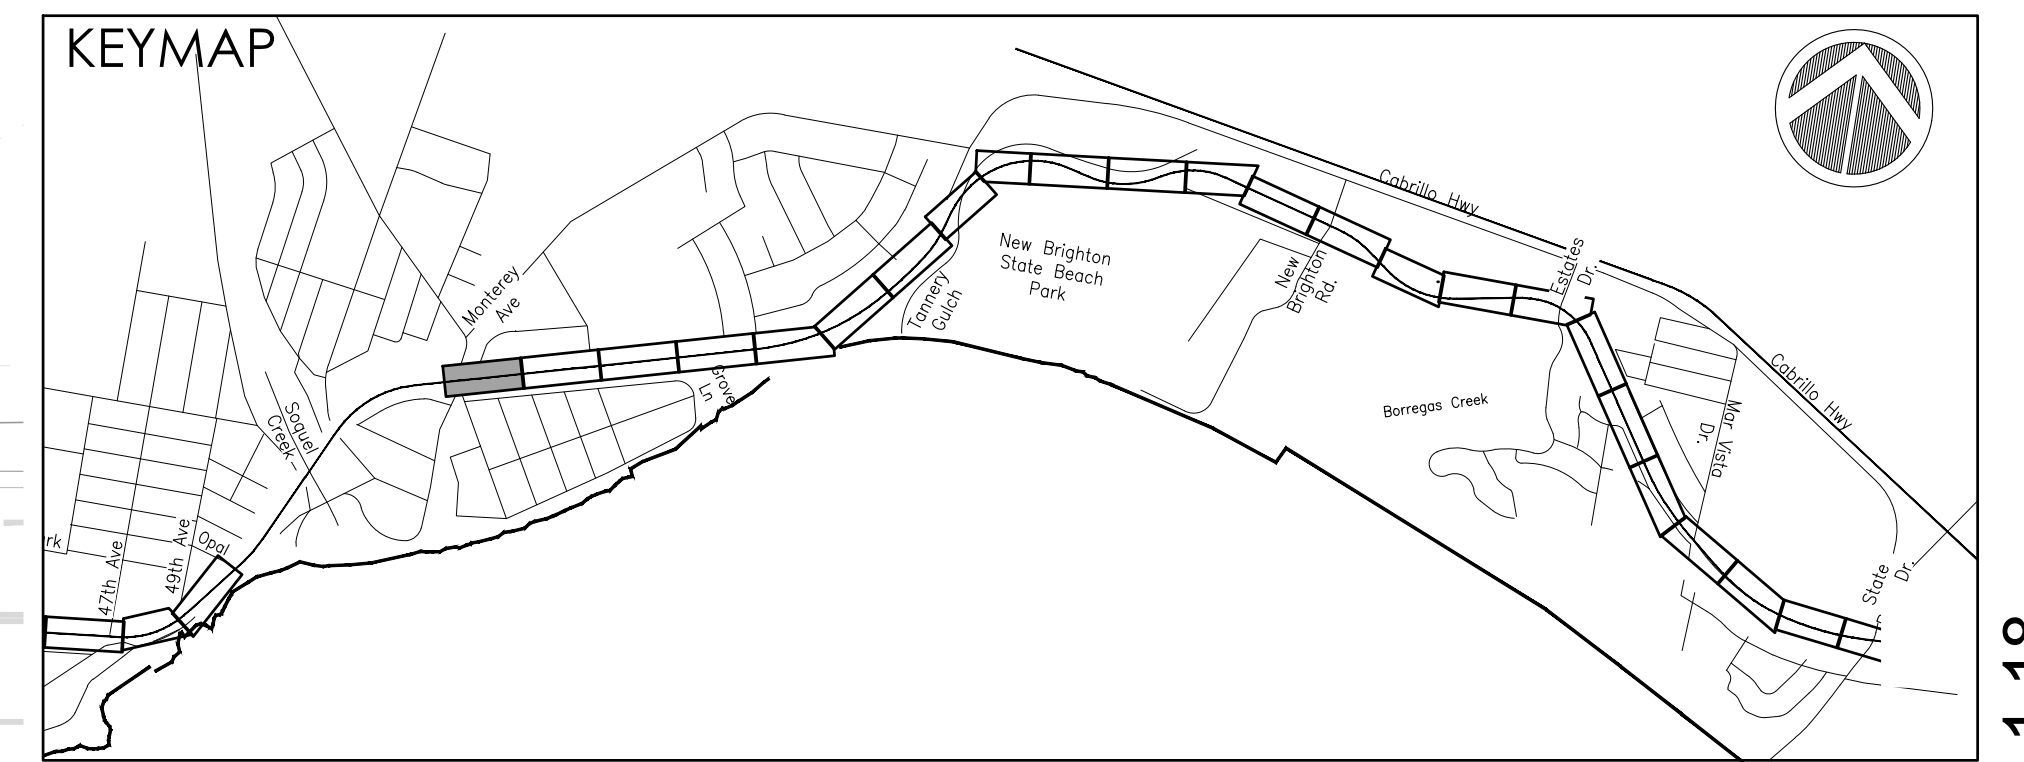 KEYMAP
Cabrillo Hwy
New Brighton
State Beach
Park
Estates
Dr.
New
Brighton
Rd.
Monterey
Ave
Tannery
Gulch
Grove
Ln
Cabrillo Hwy
Borregas Creek
Mar Vista
Dr.
Soquel
Creek
rk
Opal
47th Ave
49th Ave
State
Dr.